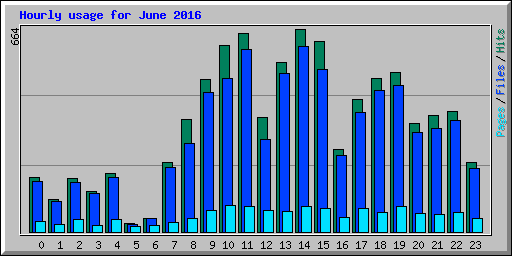 Hourly usage for June 2016
664
Pages/Files/Hits
0 1 2 3 4 5 6 7 8 9 10 11 12 13 14 15 16 17 18 19 20 21 22 23